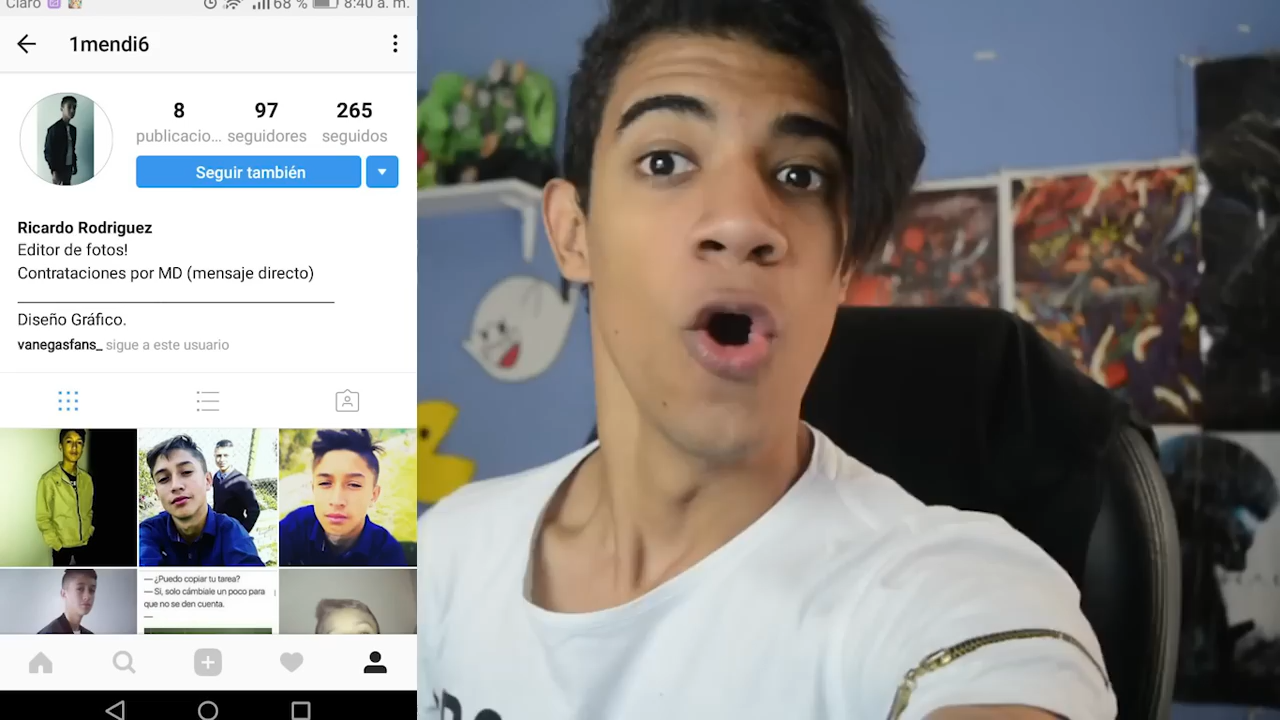 Claro 68 % 8:40 a. m.
1mendi6
8 97 265
publicacio... seguidores seguidos
Seguir también
Ricardo Rodriguez
Editor de fotos!
Contrataciones por MD (mensaje directo)
Diseño Gráfico.
vanegasfans_ sigue a este usuario
— ¿Puedo copiar tu tarea?
— Si, solo cámbiale un poco para
que no se den cuenta.
—